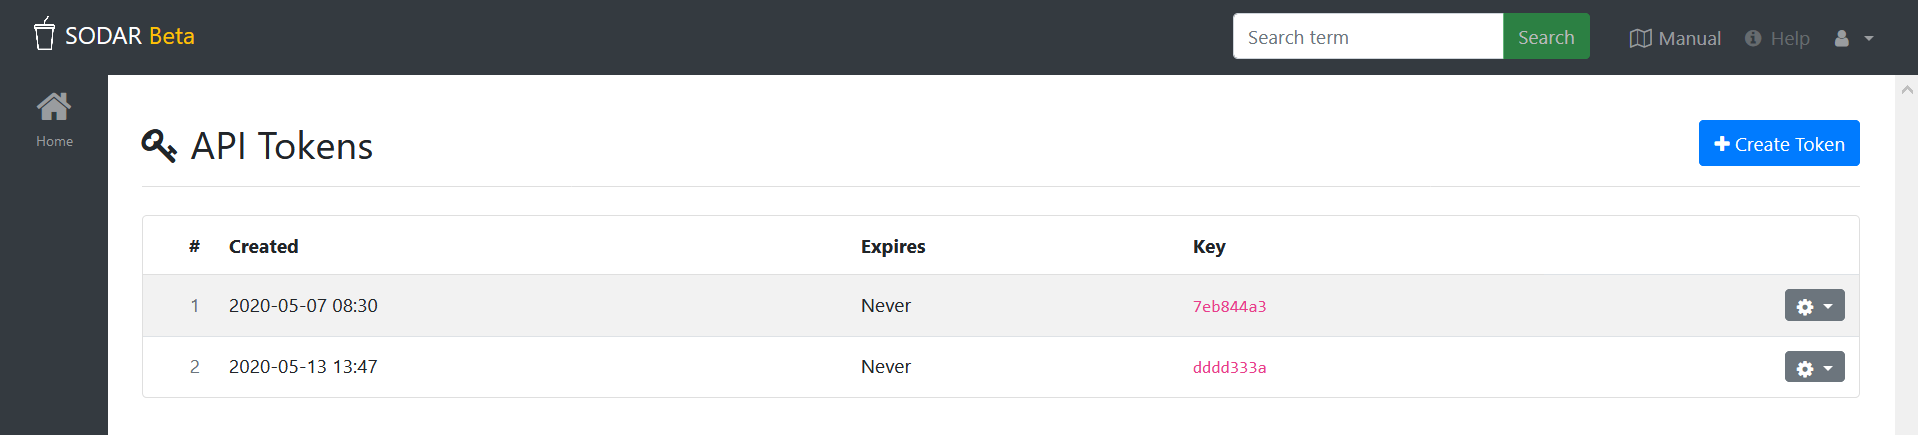 SODAR Beta
Search term Search Manual Help
Home
API Tokens
Create Token
# Created Expires Key
1 2020-05-07 08:30 Never 7eb844a3
2 2020-05-13 13:47 Never dddd333a